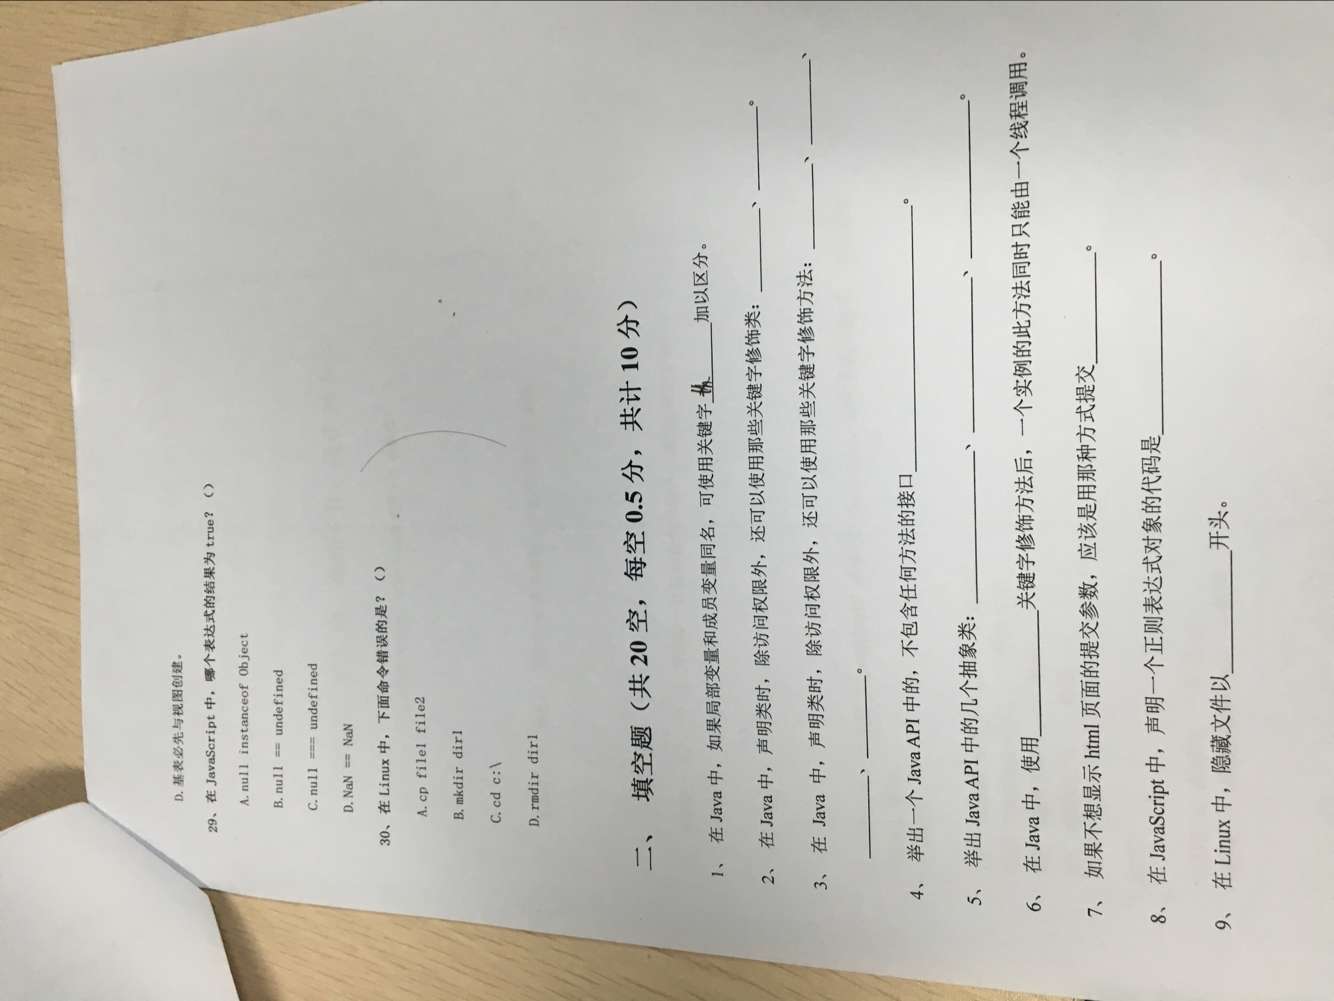 D.基表必先与视图创建。
29、在 JavaScript 中，哪个表达式的结果为 true？（）
A.null instanceof Object
B.null == undefined
C.null === undefined
D.NaN == NaN
30、在 Linux 中，下面命令错误的是？（）
A.cp file1 file2
B.mkdir dir1
C.cd c:\
D.rmdir dir1
二、 填空题（共 20 空，每空 0.5 分，共计 10 分）
1、 在 Java 中，如果局部变量和成员变量同名，可使用关键字 th______加以区分。
2、 在 Java 中，声明类时，除访问权限外，还可以使用那些关键字修饰类：________、________。
3、 在 Java 中，声明类时，除访问权限外，还可以使用那些关键字修饰方法：________、________、
________、________。
4、 举出一个 Java API 中的，不包含任何方法的接口__________________________。
5、 举出 Java API 中的几个抽象类：______________、______________、______________。
6、 在 Java 中，使用____________关键字修饰方法后，一个实例的此方法同时只能由一个线程调用。
7、 如果不想显示 html 页面的提交参数，应该是用那种方式提交__________。
8、 在 JavaScript 中，声明一个正则表达式对象的代码是________________。
9、 在 Linux 中，隐藏文件以____________开头。